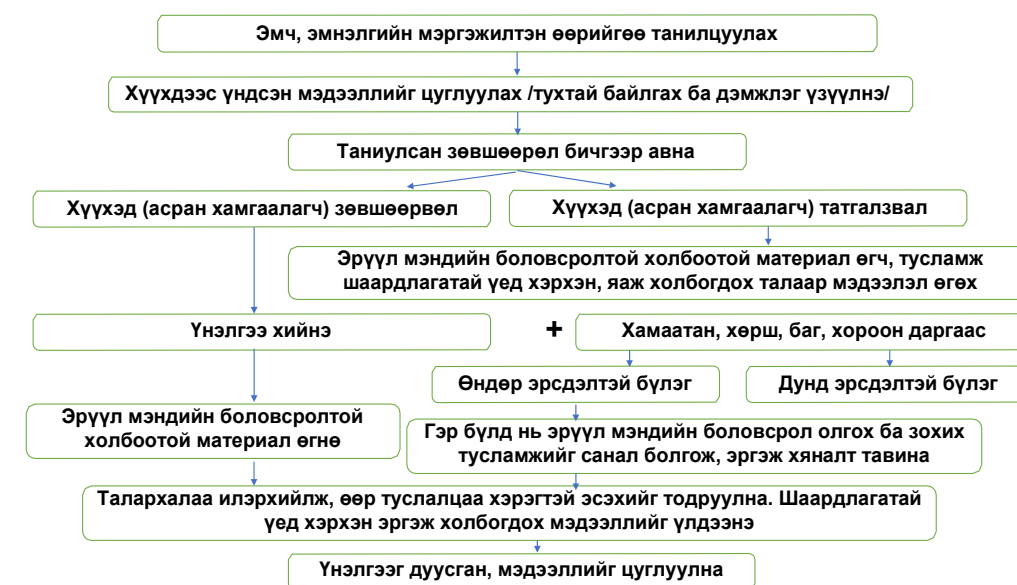 Эмч, эмнэлгийн мэргэжилтэн өөрийгөө танилцуулах
Хүүхдээс үндсэн мэдээллийг цуглуулах /тухтай байлгах ба дэмжлэг үзүүлнэ/
Таниулсан зөвшөөрөл бичгээр авна
Хүүхэд (асран хамгаалагч) зөвшөөрвөл
Хүүхэд (асран хамгаалагч) татгалзвал
Эрүүл мэндийн боловсролтой холбоотой материал өгч, тусламж
шаардлагатай үед хэрхэн, яаж холбогдох талаар мэдээлэл өгөх
Үнэлгээ хийнэ
+
Хамаатан, хөрш, баг, хороон даргаас
Өндөр эрсдэлтэй бүлэг
Дунд эрсдэлтэй бүлэг
Эрүүл мэндийн боловсролтой
холбоотой материал өгнө
Гэр бүлд нь эрүүл мэндийн боловсрол олгох ба зохих
тусламжийг санал болгож, эргэж хяналт тавина
Талархалаа илэрхийлж, өөр туслалцаа хэрэгтэй эсэхийг тодруулна. Шаардлагатай
үед хэрхэн эргэж холбогдох мэдээллийг үлдээнэ
Үнэлгээг дуусган, мэдээллийг цуглуулна